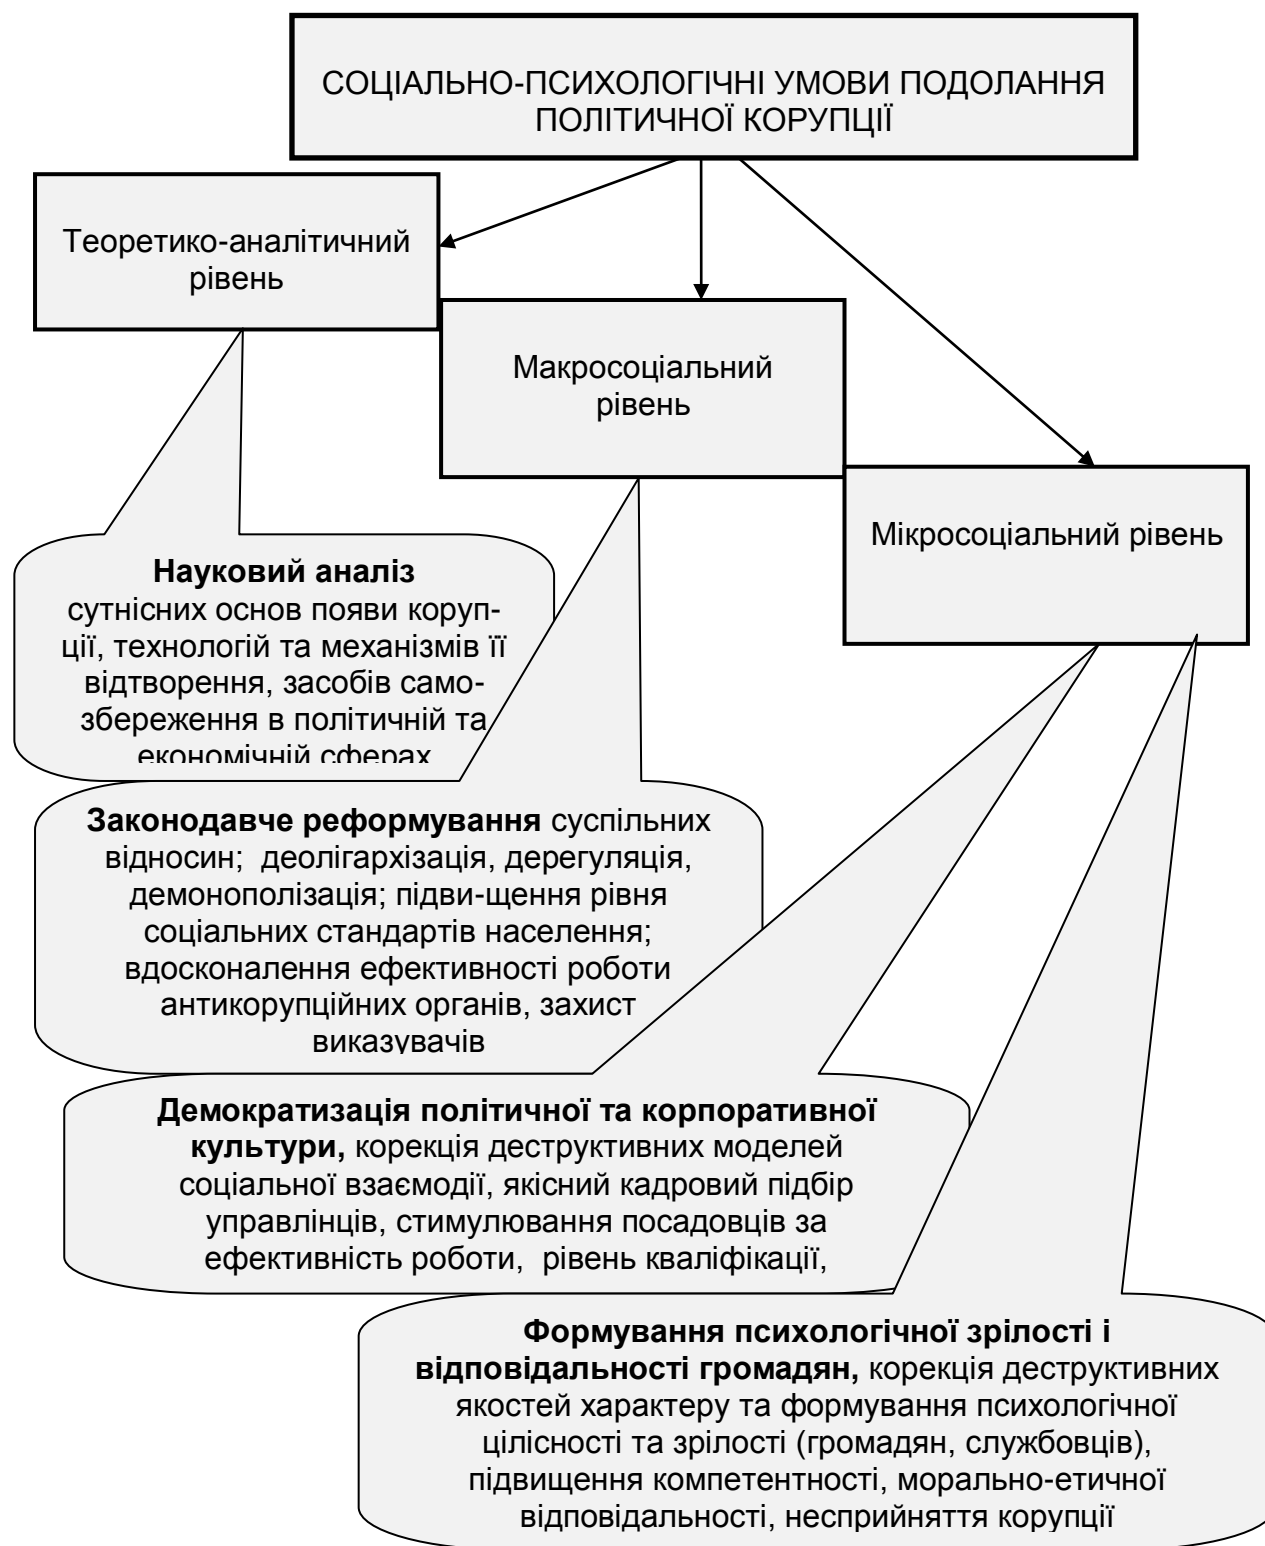 СОЦІАЛЬНО-ПСИХОЛОГІЧНІ УМОВИ ПОДОЛАННЯ
ПОЛІТИЧНОЇ КОРУПЦІЇ
Теоретико-аналітичний
рівень
Макросоціальний
рівень
Мікросоціальний рівень
Науковий аналіз
сутнісних основ появи коруп-
ції, технологій та механізмів її
відтворення, засобів само-
збереження в політичній та
економічній сферах
Законодавче реформування суспільних
відносин;  деолігархізація, дерегуляція,
демонополізація; підви-щення рівня
соціальних стандартів населення;
вдосконалення ефективності роботи
антикорупційних органів, захист
виказувачів
Демократизація політичної та корпоративної
культури, корекція деструктивних моделей
соціальної взаємодії, якісний кадровий підбір
управлінців, стимулювання посадовців за
ефективність роботи,  рівень кваліфікації,
Формування психологічної зрілості і
відповідальності громадян, корекція деструктивних
якостей характеру та формування психологічної
цілісності та зрілості (громадян, службовців),
підвищення компетентності, морально-етичної
відповідальності, несприйняття корупції